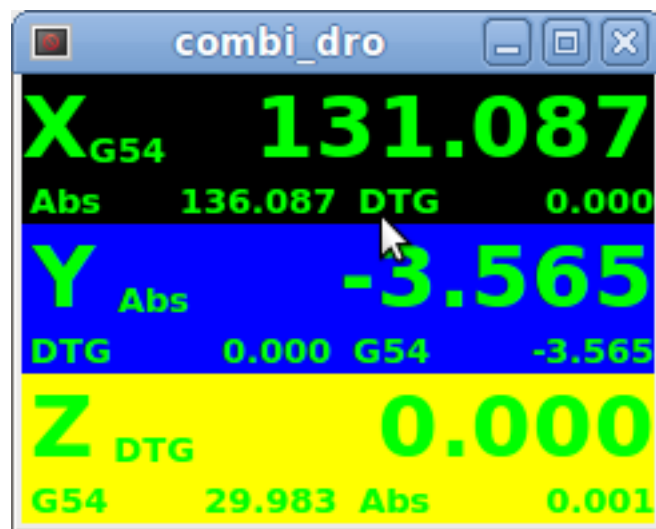 combi_dro
X G54 131.087
Abs 136.087 DTG 0.000
Y Abs -3.565
DTG 0.000 G54 -3.565
Z DTG 0.000
G54 29.983 Abs 0.001